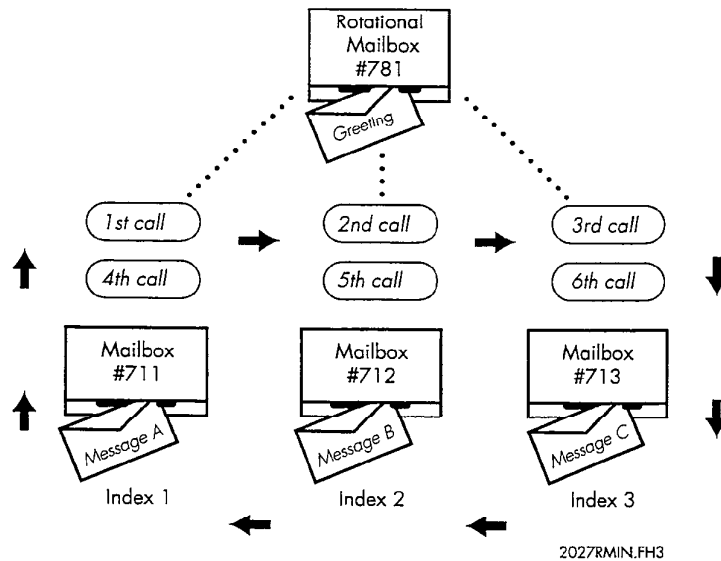 Rotational
Mailbox
#781
Greeting
1st call
2nd call
3rd call
4th call
5th call
6th call
Mailbox
#711
Mailbox
#712
Mailbox
#713
Message A
Message B
Message C
Index 1
Index 2
Index 3
2027RMIN.FH3